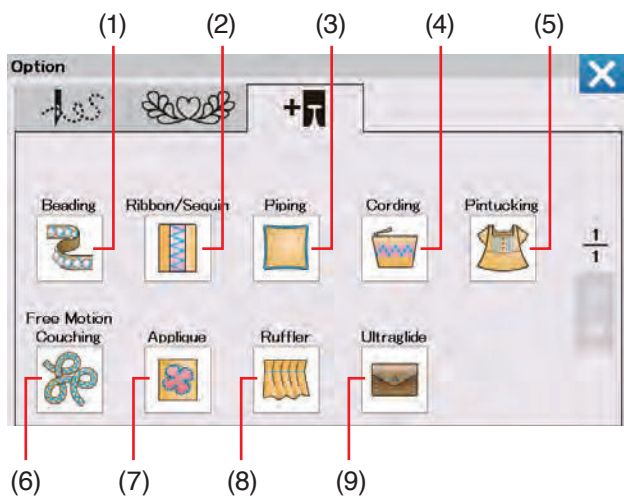 (1) (2) (3) (4) (5)
Option
Beading Ribbon/Sequin Piping Cording Pintucking
1
1
Free Motion
Couching Applique Ruffler Ultraglide
(6) (7) (8) (9)